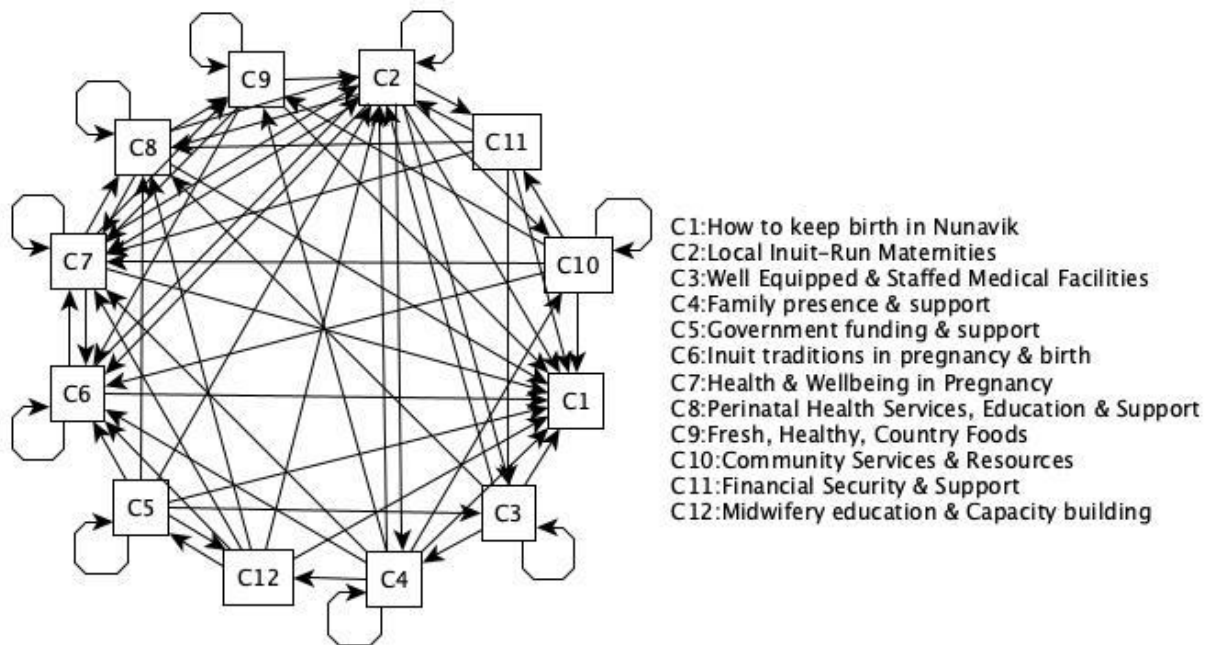 C9
C2
C8
C11
C7
C10
C6
C1
C5
C3
C12
C4
C1:How to keep birth in Nunavik
C2:Local Inuit-Run Maternities
C3:Well Equipped & Staffed Medical Facilities
C4:Family presence & support
C5:Government funding & support
C6:Inuit traditions in pregnancy & birth
C7:Health & Wellbeing in Pregnancy
C8:Perinatal Health Services, Education & Support
C9:Fresh, Healthy, Country Foods
C10:Community Services & Resources
C11:Financial Security & Support
C12:Midwifery education & Capacity building